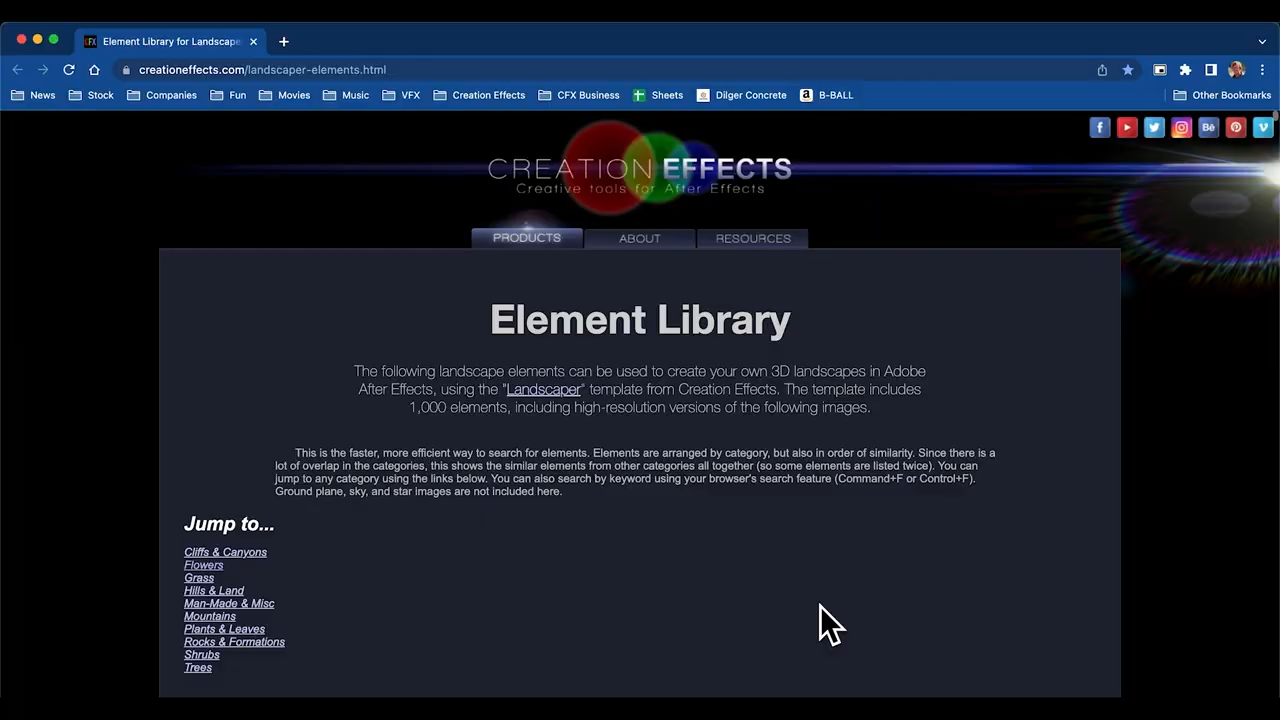 CFX Element Library for Landscape
creationeffects.com/landscaper-elements.html
News Stock Companies Fun Movies Music VFX Creation Effects CFX Business Sheets Dilger Concrete B-BALL Other Bookmarks
CREATION EFFECTS
Creative tools for After Effects
PRODUCTS ABOUT RESOURCES
Element Library
The following landscape elements can be used to create your own 3D landscapes in Adobe
After Effects, using the "Landscaper" template from Creation Effects. The template includes
1,000 elements, including high-resolution versions of the following images.
This is the faster, more efficient way to search for elements. Elements are arranged by category, but also in order of similarity. Since there is a
lot of overlap in the categories, this shows the similar elements from other categories all together (so some elements are listed twice). You can
jump to any category using the links below. You can also search by keyword using your browser's search feature (Command+F or Control+F).
Ground plane, sky, and star images are not included here.
Jump to...
Cliffs & Canyons
Flowers
Grass
Hills & Land
Man-Made & Misc
Mountains
Plants & Leaves
Rocks & Formations
Shrubs
Trees